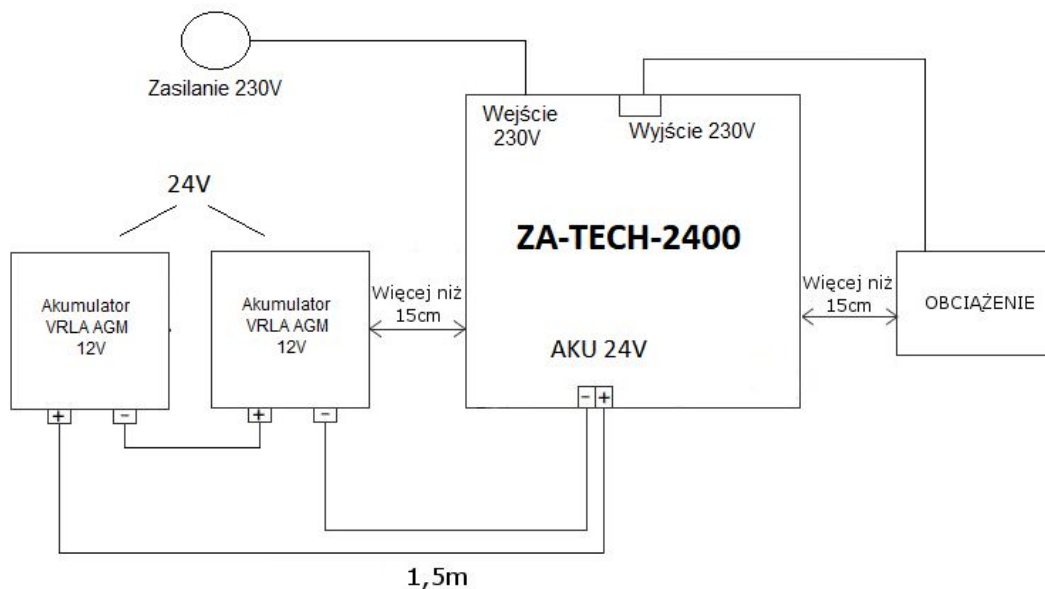 Zasilanie 230V
Wejście
230V
Wyjście 230V
24V
ZA-TECH-2400
Akumulator
VRLA AGM
12V
+
-
Akumulator
VRLA AGM
12V
+
-
Więcej niż
15cm
AKU 24V
- +
Więcej niż
15cm
OBCIĄŻENIE
1,5m